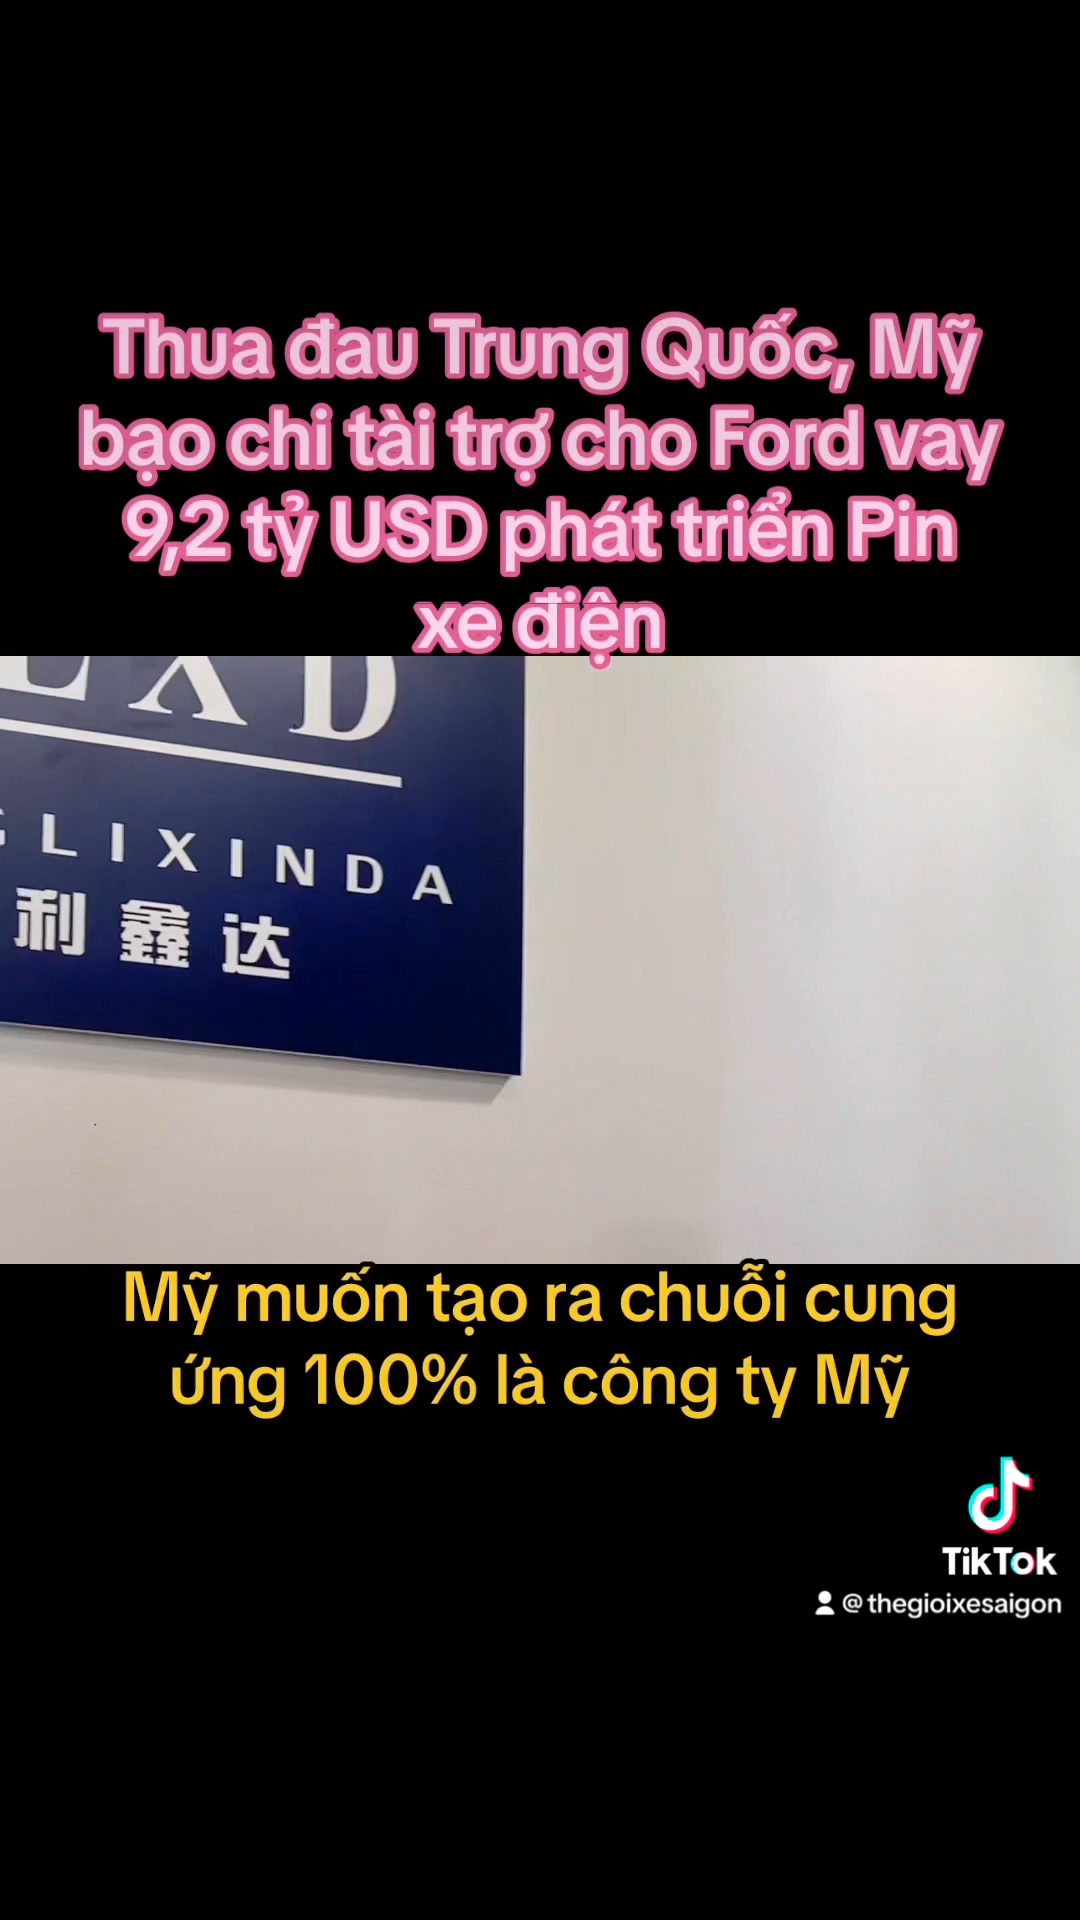 Thua đau Trung Quốc, Mỹ
bạo chi tài trợ cho Ford vay
9,2 tỷ USD phát triển Pin
xe điện
EXD
GLIXINDA
利鑫达
Mỹ muốn tạo ra chuỗi cung
ứng 100% là công ty Mỹ
TikTok
@thegioixesaigon